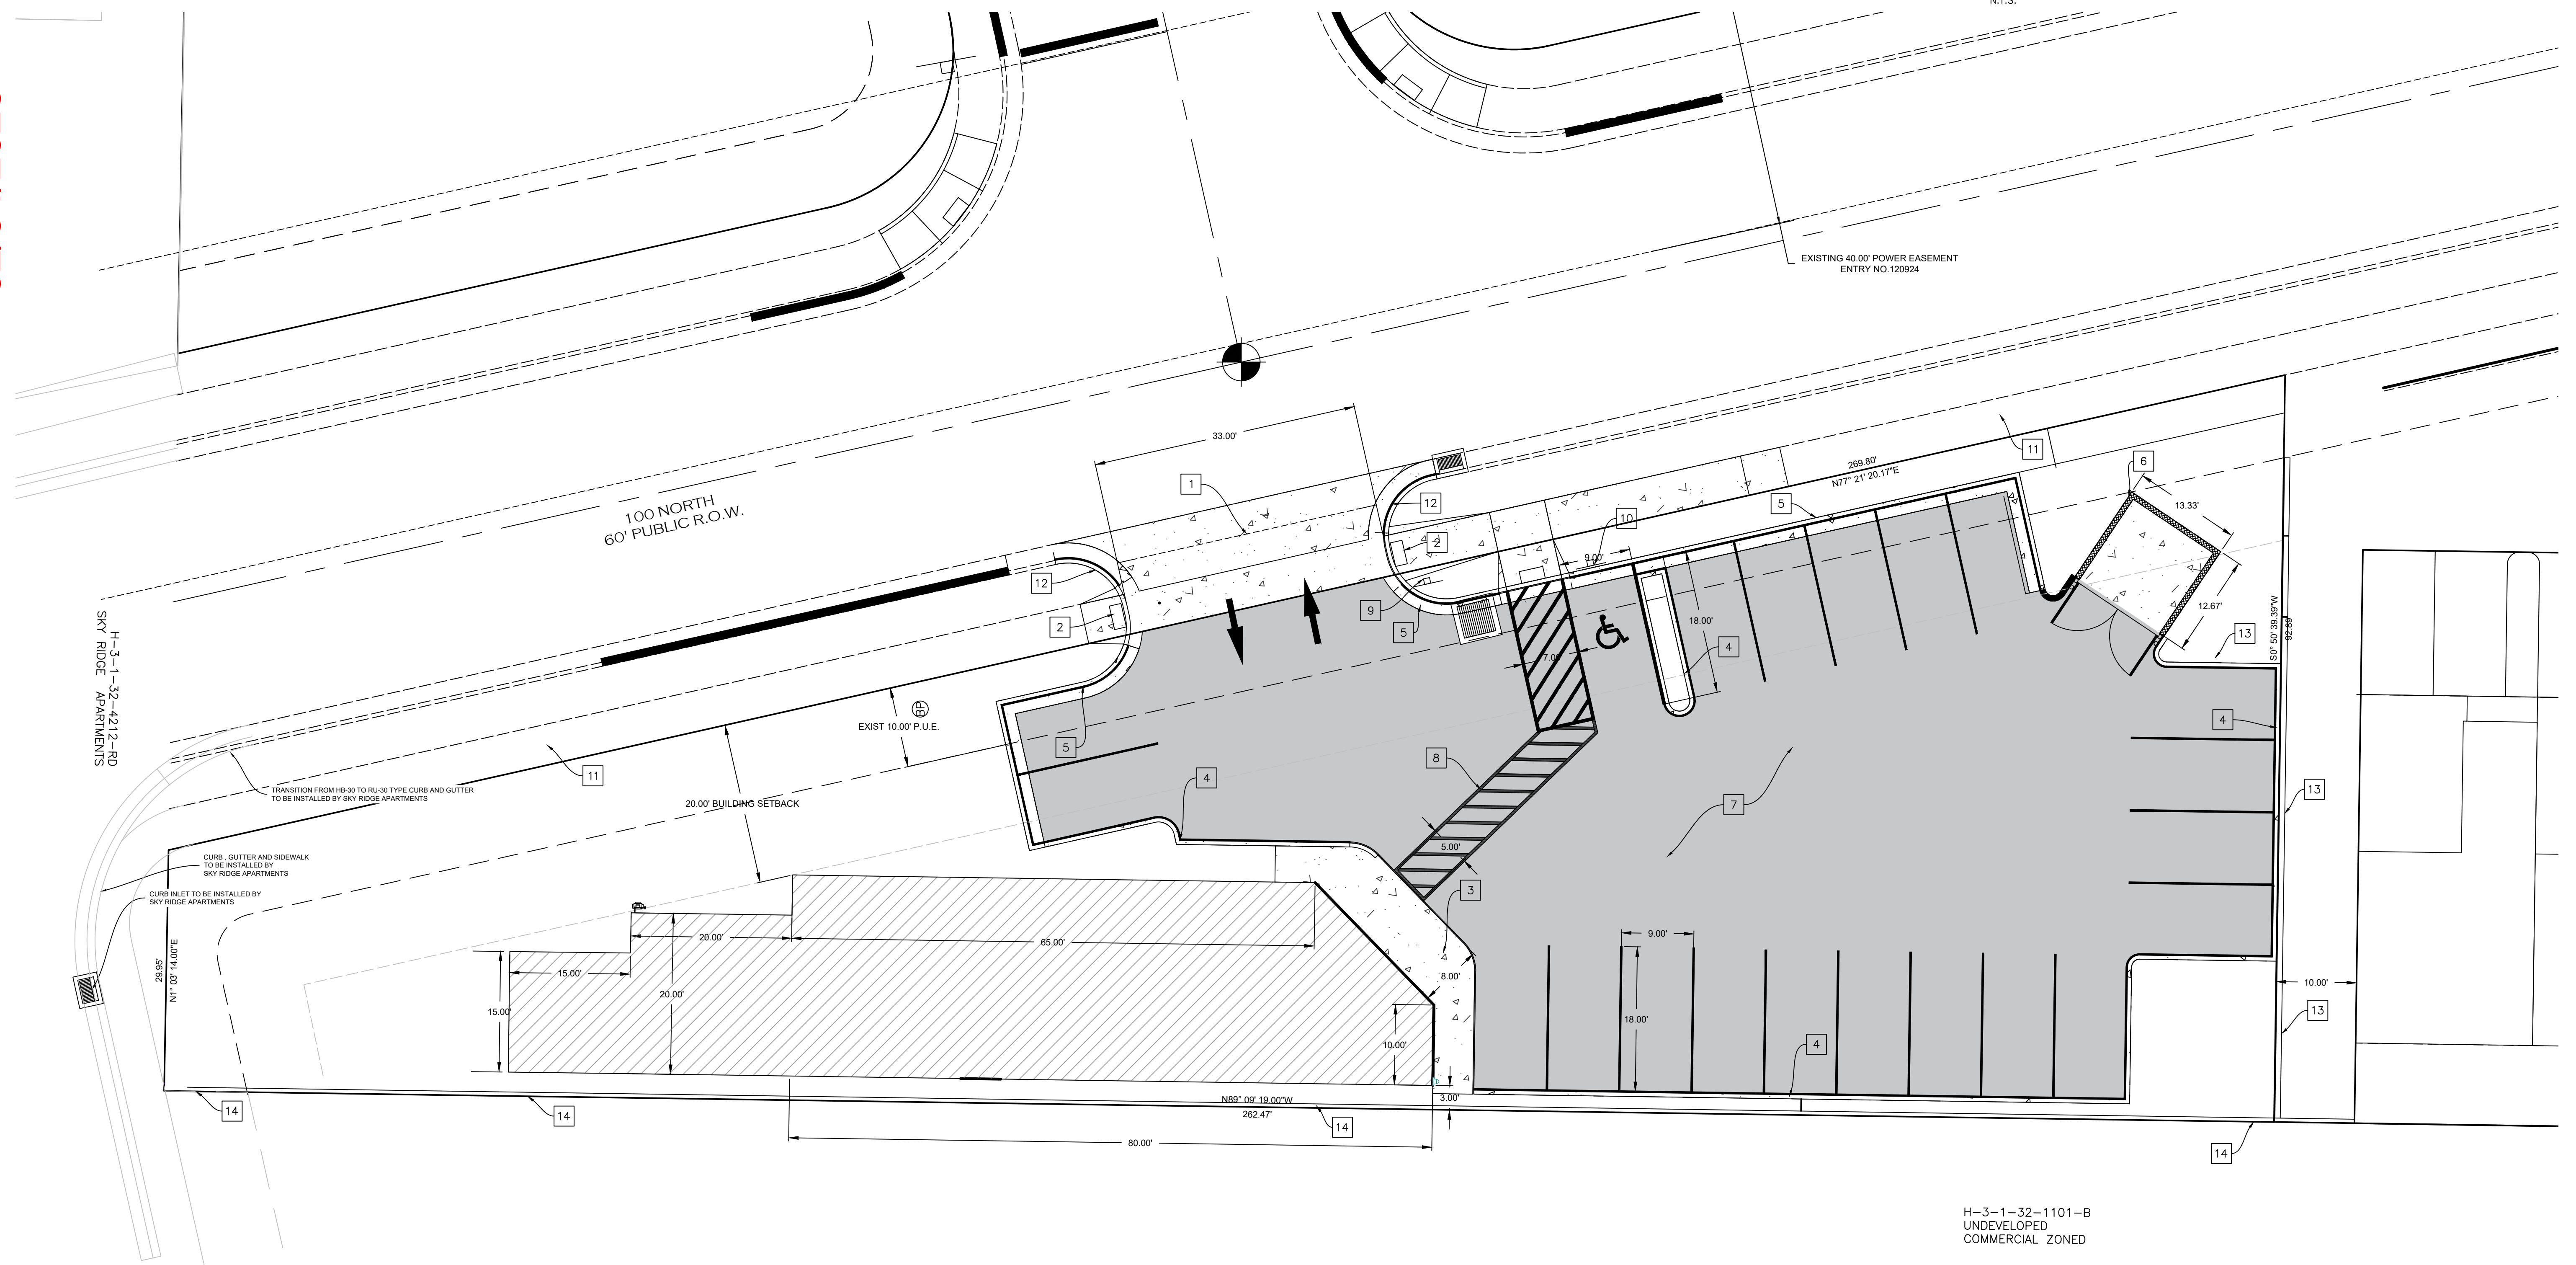 N.T.S.
EXISTING 40.00' POWER EASEMENT
ENTRY NO.120924
33.00'
1
12
11
269.80'
N77° 21' 20.17"E
6
13.33'
100 NORTH
60' PUBLIC R.O.W.
2
10
5
9.00'
12
2
9
5
18.00'
4
7.00'
12.67'
13
S0° 50' 39.39"W
92.89'
H-3-1-32-4212-RD
SKY RIDGE APARTMENTS
EXIST 10.00' P.U.E.
5
4
8
7
4
11
TRANSITION FROM HB-30 TO RU-30 TYPE CURB AND GUTTER
TO BE INSTALLED BY SKY RIDGE APARTMENTS
20.00' BUILDING SETBACK
13
5.00'
CURB , GUTTER AND SIDEWALK
TO BE INSTALLED BY
SKY RIDGE APARTMENTS
CURB INLET TO BE INSTALLED BY
SKY RIDGE APARTMENTS
3
29.95'
N1° 03' 14.00"E
20.00'
65.00'
9.00'
15.00'
8.00'
10.00'
20.00'
15.00'
18.00'
13
10.00'
4
14
14
N89° 09' 19.00"W
262.47'
3.00'
14
80.00'
14
H-3-1-32-1101-B
UNDEVELOPED
COMMERCIAL ZONED